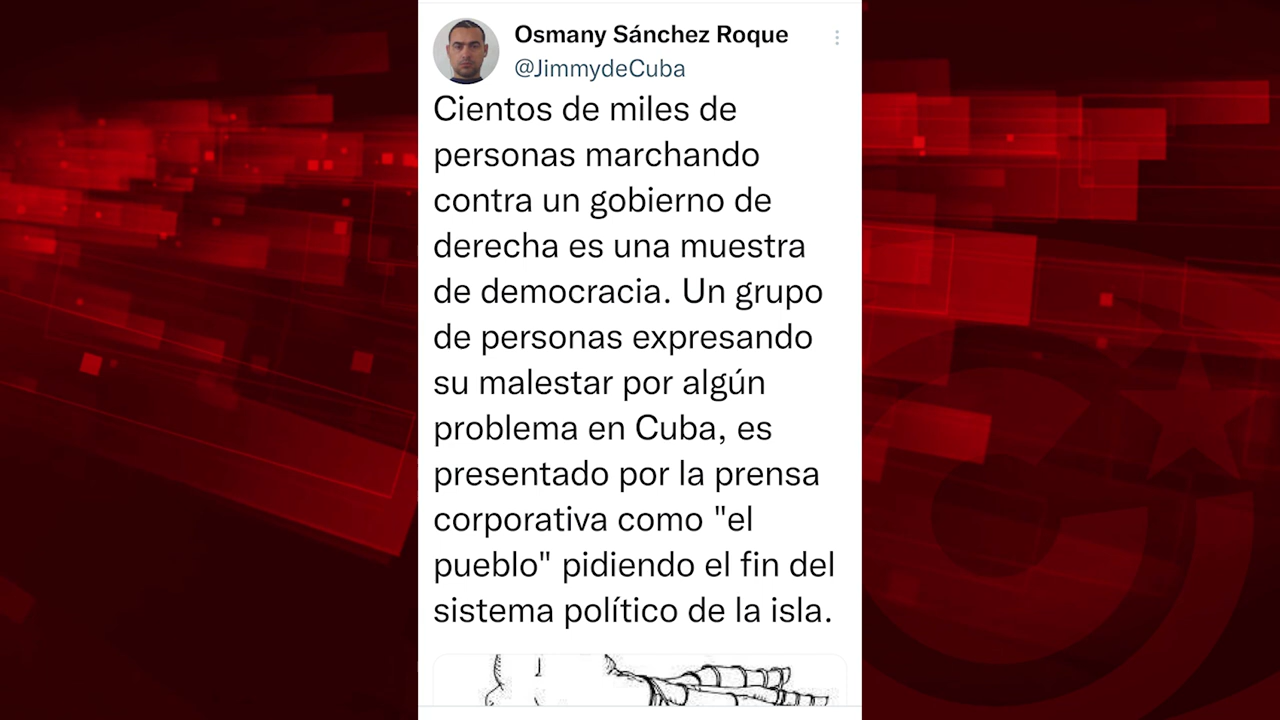 Osmany Sánchez Roque
@JimmydeCuba
Cientos de miles de
personas marchando
contra un gobierno de
derecha es una muestra
de democracia. Un grupo
de personas expresando
su malestar por algún
problema en Cuba, es
presentado por la prensa
corporativa como "el
pueblo" pidiendo el fin del
sistema político de la isla.